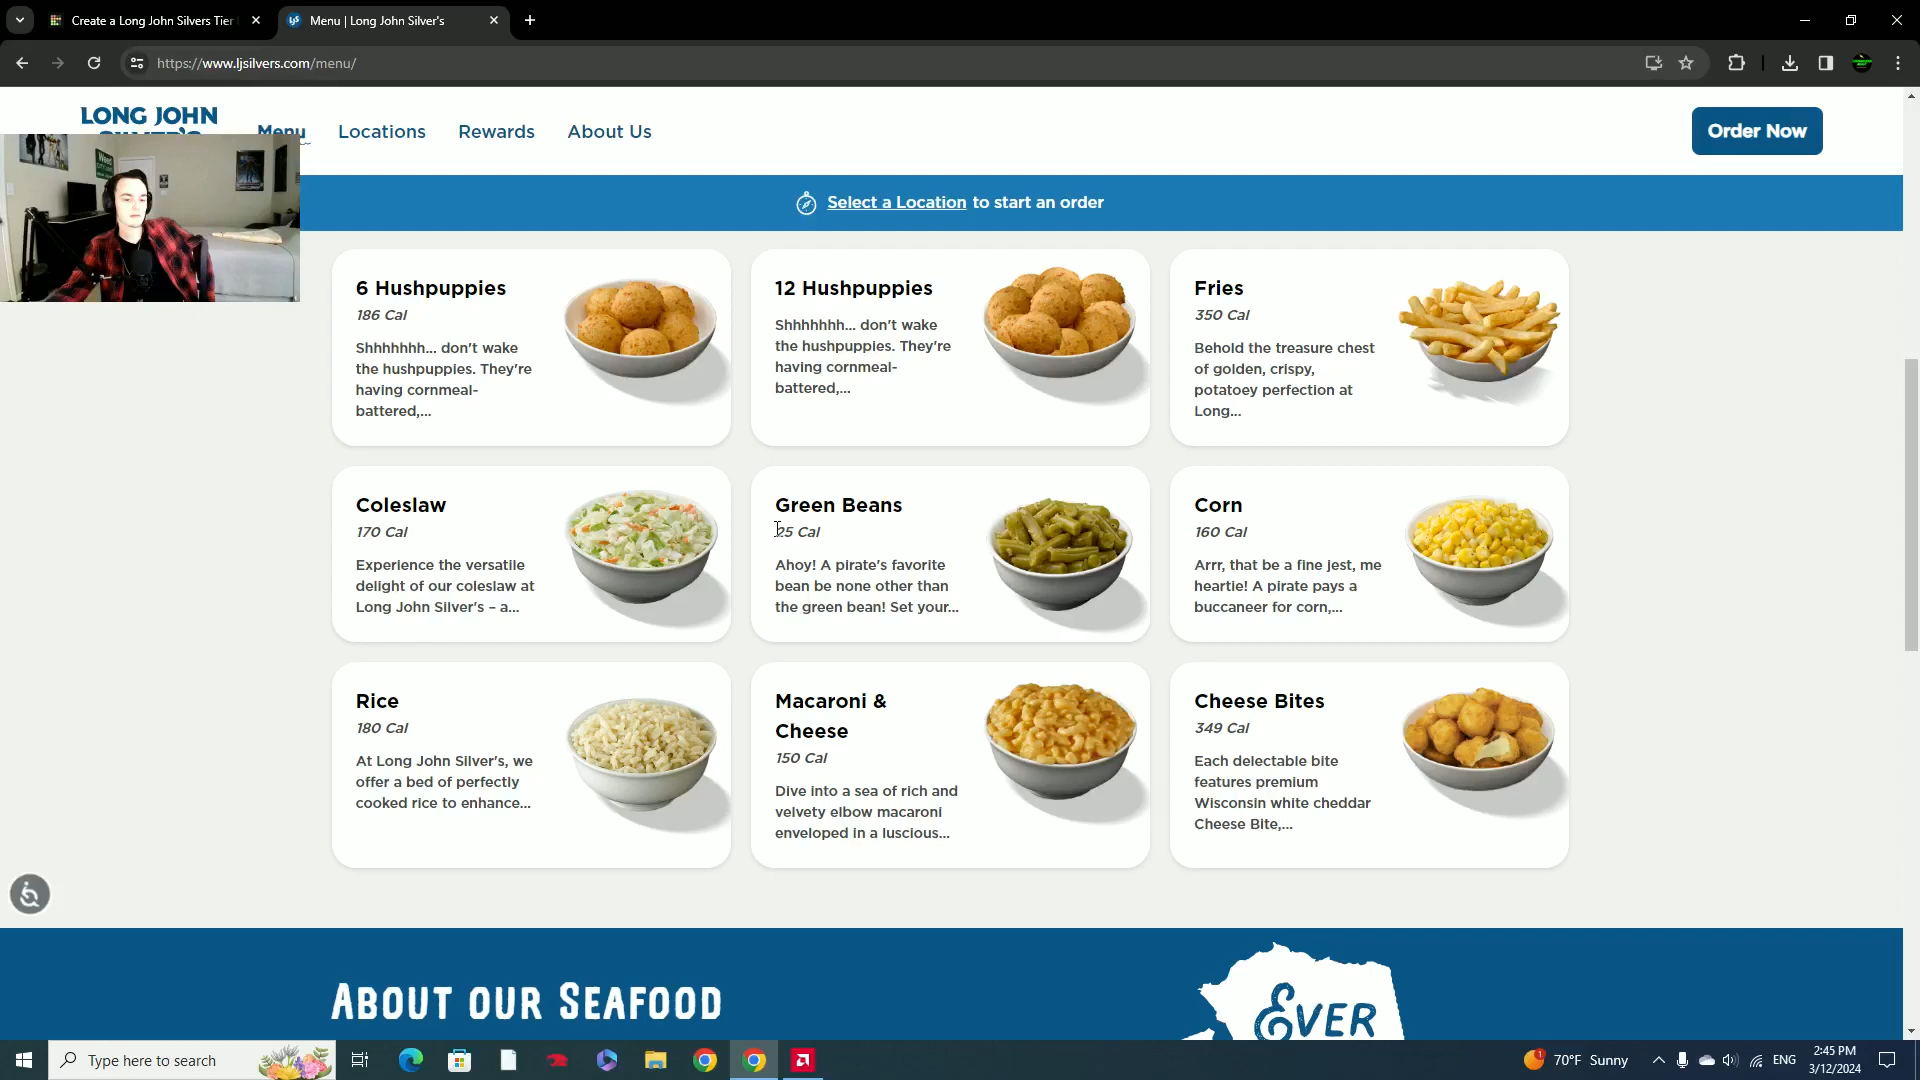 Create a Long John Silvers Tier
Menu | Long John Silver's
https://www.ljsilvers.com/menu/
LONG JOHN
SILVER'S
Menu
Locations
Rewards
About Us
Order Now
Select a Location to start an order
6 Hushpuppies
186 Cal
Shhhhhhh... don't wake
the hushpuppies. They're
having cornmeal-
battered,...
12 Hushpuppies
Shhhhhhh... don't wake
the hushpuppies. They're
having cornmeal-
battered,...
Fries
350 Cal
Behold the treasure chest
of golden, crispy,
potatoey perfection at
Long...
Coleslaw
170 Cal
Experience the versatile
delight of our coleslaw at
Long John Silver's – a...
Green Beans
25 Cal
Ahoy! A pirate's favorite
bean be none other than
the green bean! Set your...
Corn
160 Cal
Arrr, that be a fine jest, me
heartie! A pirate pays a
buccaneer for corn,...
Rice
180 Cal
At Long John Silver's, we
offer a bed of perfectly
cooked rice to enhance...
Macaroni &
Cheese
150 Cal
Dive into a sea of rich and
velvety elbow macaroni
enveloped in a luscious...
Cheese Bites
349 Cal
Each delectable bite
features premium
Wisconsin white cheddar
Cheese Bite,...
ABOUT OUR SEAFOOD
EVER
Type here to search
70°F Sunny
ENG
2:45 PM
3/12/2024